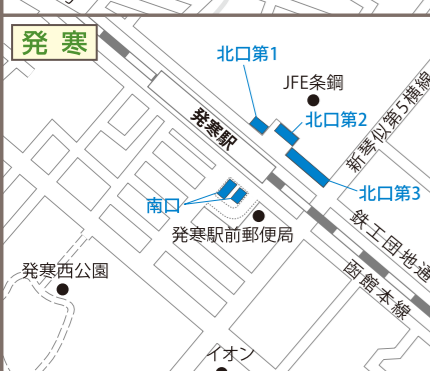 発寒
北口第1
JFE条鋼
北口第2
新琴似第5横線
発寒駅
北口第3
南口
発寒駅前郵便局
鉄工団地通
発寒西公園
函館本線
イオン